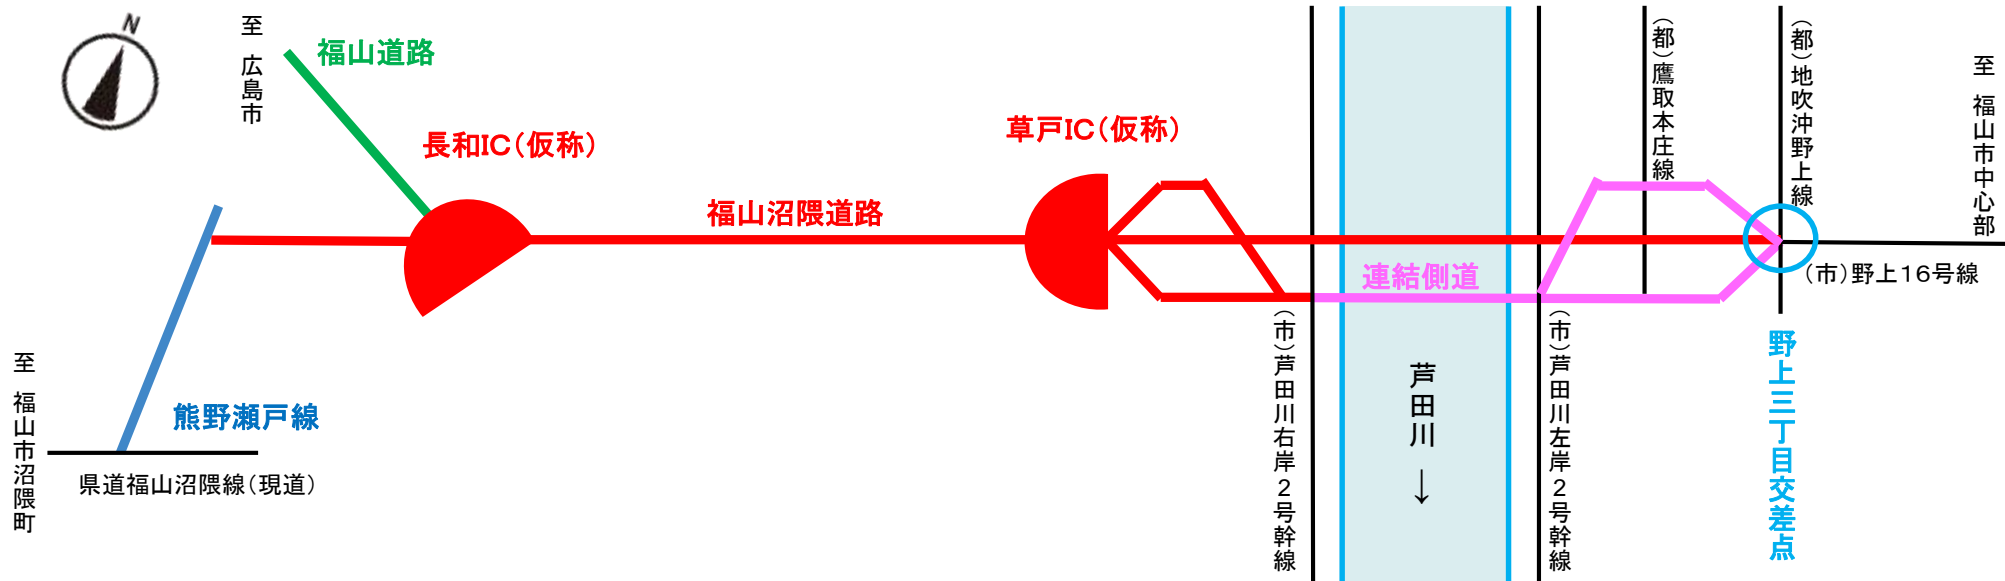 N
至 広島市
福山道路
長和IC(仮称)
草戸IC(仮称)
福山沼隈道路
連結側道
(都)鷹取本庄線
(都)地吹沖野上線
至 福山市中心部
(市)野上16号線
野上三丁目交差点
(市)芦田川右岸2号幹線
芦田川
↓
(市)芦田川左岸2号幹線
熊野瀬戸線
至 福山市沼隈町
県道福山沼隈線(現道)